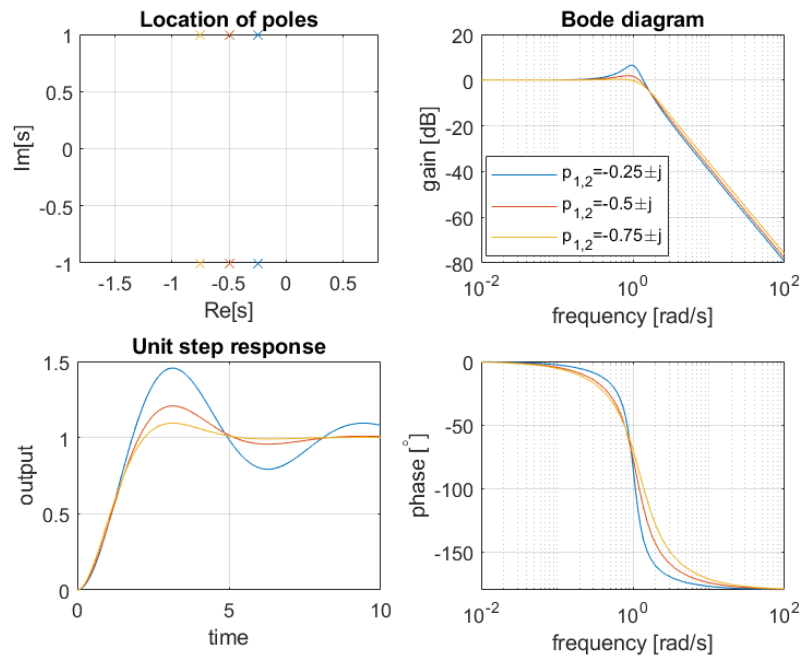 Location of poles
1
0.5
0
-0.5
-1
-1.5 -1 -0.5 0 0.5
Im[s]
Re[s]
Bode diagram
20
0
-20
-40
-60
-80
10-2 100 102
gain [dB]
frequency [rad/s]
p1,2=-0.25±j
p1,2=-0.5±j
p1,2=-0.75±j
Unit step response
1.5
1
0.5
0
0 5 10
output
time
0
-50
-100
-150
10-2 100 102
phase [°]
frequency [rad/s]